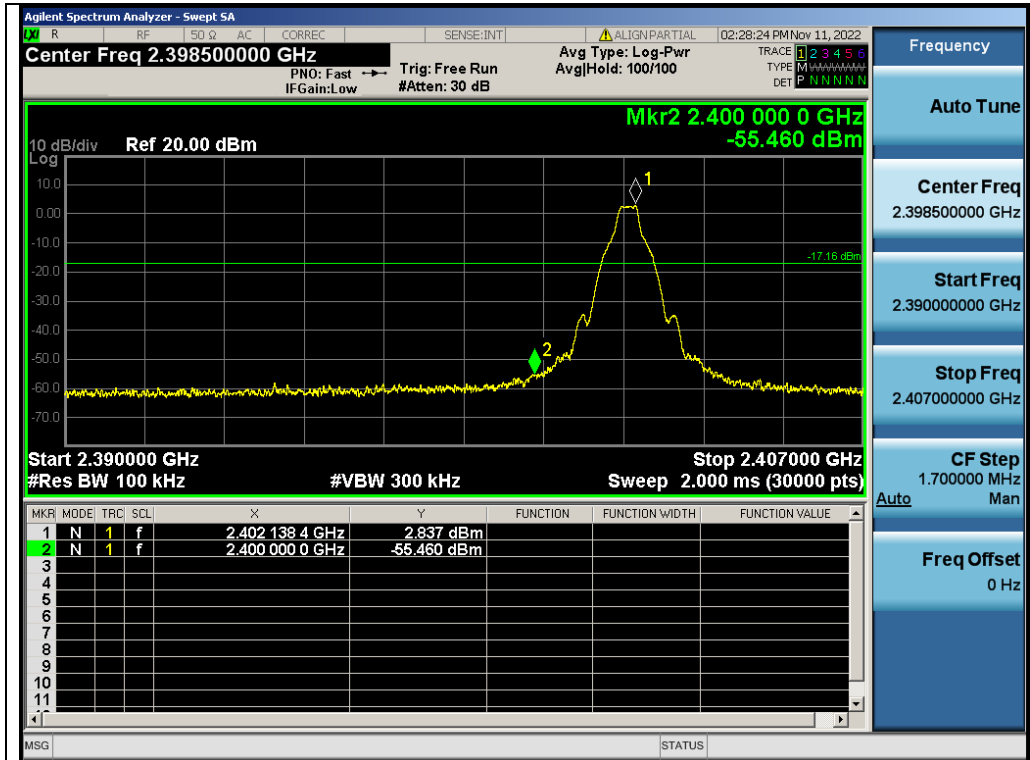 Agilent Spectrum Analyzer - Swept SA
LXI R RF 50 Ω AC CORREC SENSE:INT ALIGN PARTIAL 02:28:24 PM Nov 11, 2022
Center Freq 2.398500000 GHz
PNO: Fast
IFGain:Low
Trig: Free Run
#Atten: 30 dB
Avg Type: Log-Pwr
Avg|Hold: 100/100
TRACE 1 2 3 4 5 6
TYPE M WWWWW
DET P N N N N N
Mkr2 2.400 000 0 GHz
-55.460 dBm
10 dB/div Ref 20.00 dBm
Log
10.0
0.00
-10.0
-20.0
-30.0
-40.0
-50.0
-60.0
-70.0
1
-17.16 dBm
2
Start 2.390000 GHz Stop 2.407000 GHz
#Res BW 100 kHz #VBW 300 kHz Sweep 2.000 ms (30000 pts)
MKR MODE TRC SCL X Y FUNCTION FUNCTION WIDTH FUNCTION VALUE
1 N 1 f 2.402 138 4 GHz 2.837 dBm
2 N 1 f 2.400 000 0 GHz -55.460 dBm
3
4
5
6
7
8
9
10
11
MSG STATUS
Frequency
Auto Tune
Center Freq
2.398500000 GHz
Start Freq
2.390000000 GHz
Stop Freq
2.407000000 GHz
CF Step
1.700000 MHz
Auto Man
Freq Offset
0 Hz